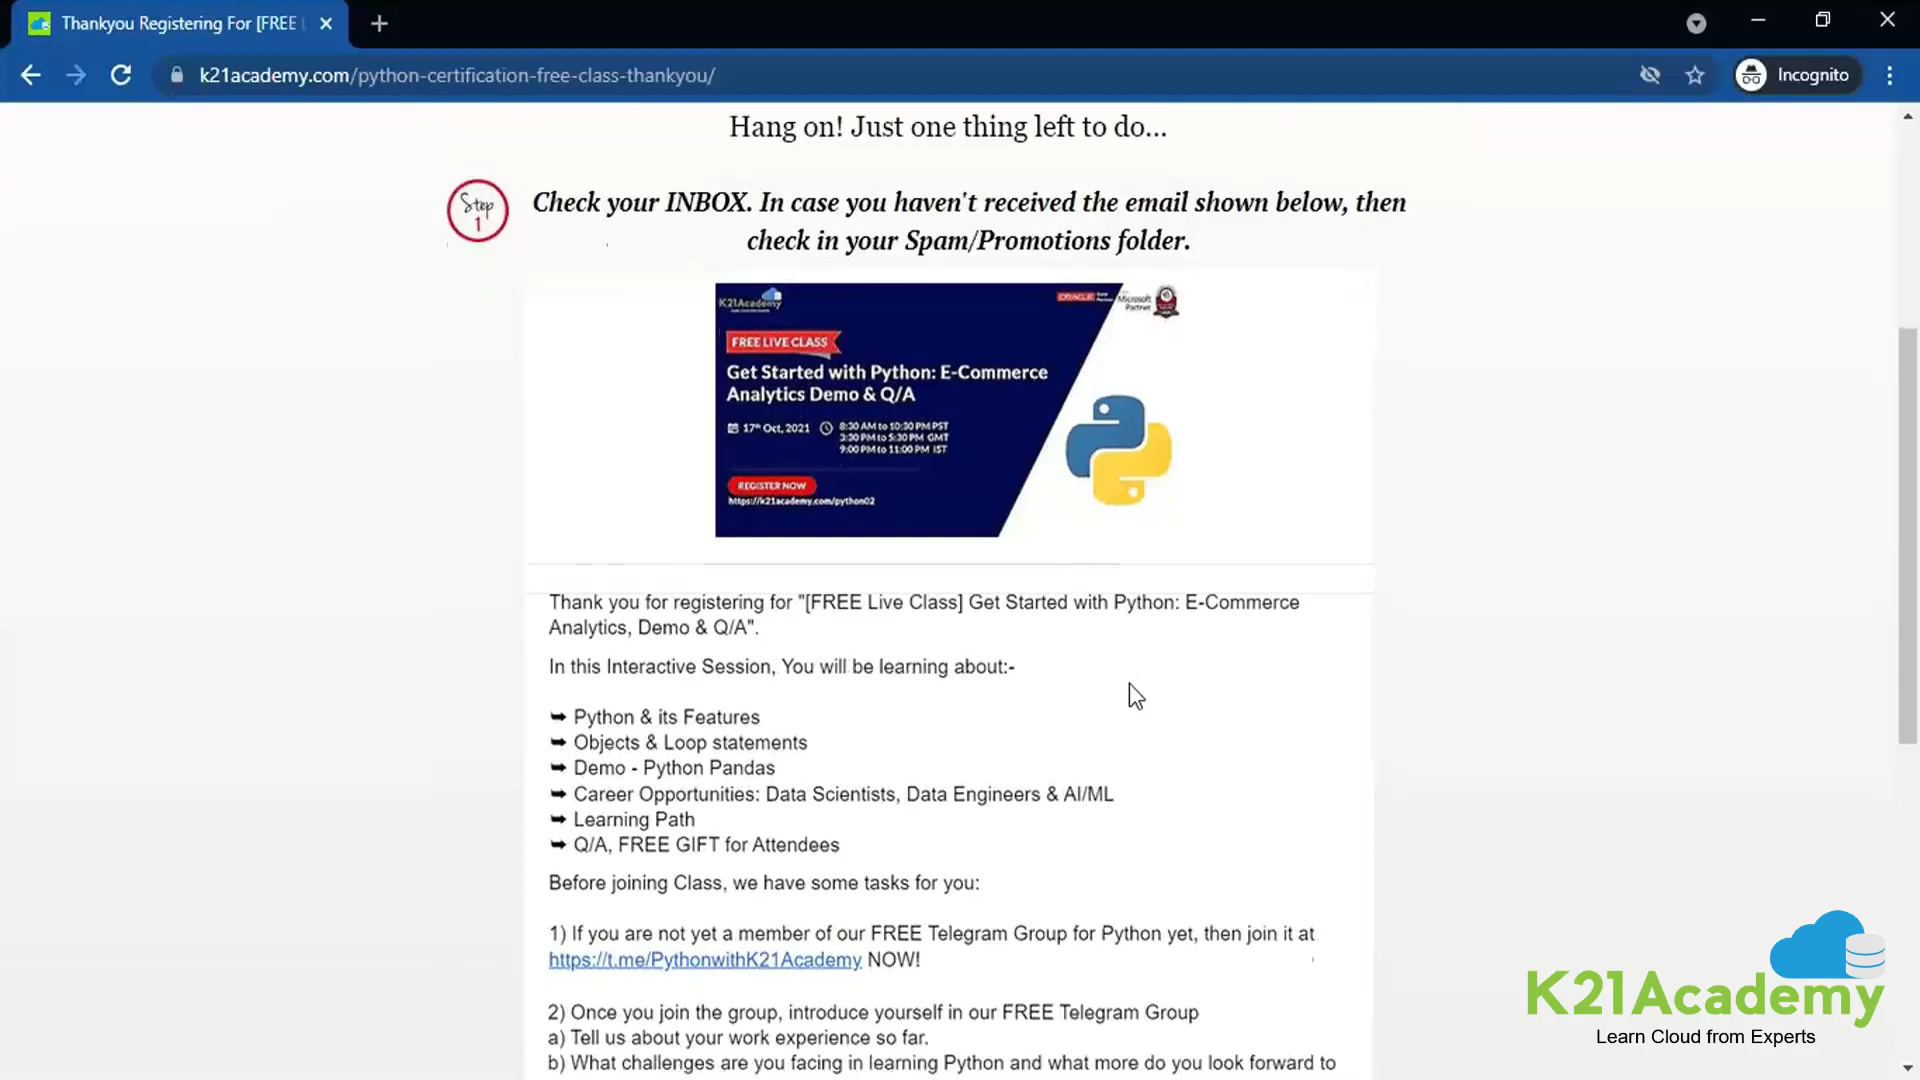 Thankyou Registering For [FREE
k21academy.com/python-certification-free-class-thankyou/
Incognito
Hang on! Just one thing left to do...
Step
1
Check your INBOX. In case you haven't received the email shown below, then
check in your Spam/Promotions folder.
K21Academy
ORACLE
Microsoft
Partner
FREE LIVE CLASS
Get Started with Python: E-Commerce
Analytics Demo & Q/A
17th Oct, 2021
8:30 AM to 10:30 PM PST
3:30 PM to 5:30 PM GMT
9:00 PM to 11:00 PM IST
REGISTER NOW
https://k21academy.com/python02
Thank you for registering for "[FREE Live Class] Get Started with Python: E-Commerce
Analytics, Demo & Q/A".
In this Interactive Session, You will be learning about:-
➥ Python & its Features
➥ Objects & Loop statements
➥ Demo - Python Pandas
➥ Career Opportunities: Data Scientists, Data Engineers & AI/ML
➥ Learning Path
➥ Q/A, FREE GIFT for Attendees
Before joining Class, we have some tasks for you:
1) If you are not yet a member of our FREE Telegram Group for Python yet, then join it at
https://t.me/PythonwithK21Academy NOW!
2) Once you join the group, introduce yourself in our FREE Telegram Group
a) Tell us about your work experience so far.
b) What challenges are you facing in learning Python and what more do you look forward to
K21Academy
Learn Cloud from Experts